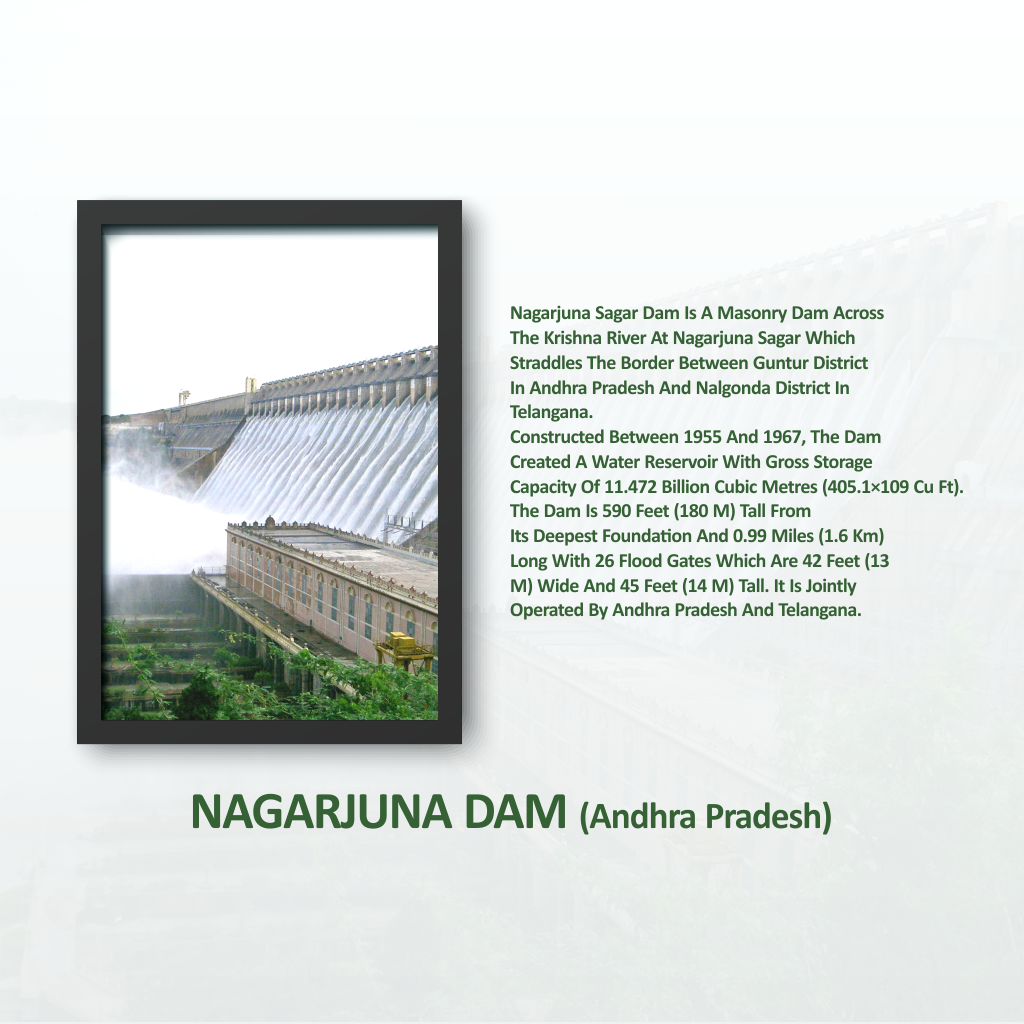 Nagarjuna Sagar Dam Is A Masonry Dam Across
The Krishna River At Nagarjuna Sagar Which
Straddles The Border Between Guntur District
In Andhra Pradesh And Nalgonda District In
Telangana.
Constructed Between 1955 And 1967, The Dam
Created A Water Reservoir With Gross Storage
Capacity Of 11.472 Billion Cubic Metres (405.1×109 Cu Ft).
The Dam Is 590 Feet (180 M) Tall From
Its Deepest Foundation And 0.99 Miles (1.6 Km)
Long With 26 Flood Gates Which Are 42 Feet (13
M) Wide And 45 Feet (14 M) Tall. It Is Jointly
Operated By Andhra Pradesh And Telangana.
NAGARJUNA DAM (Andhra Pradesh)